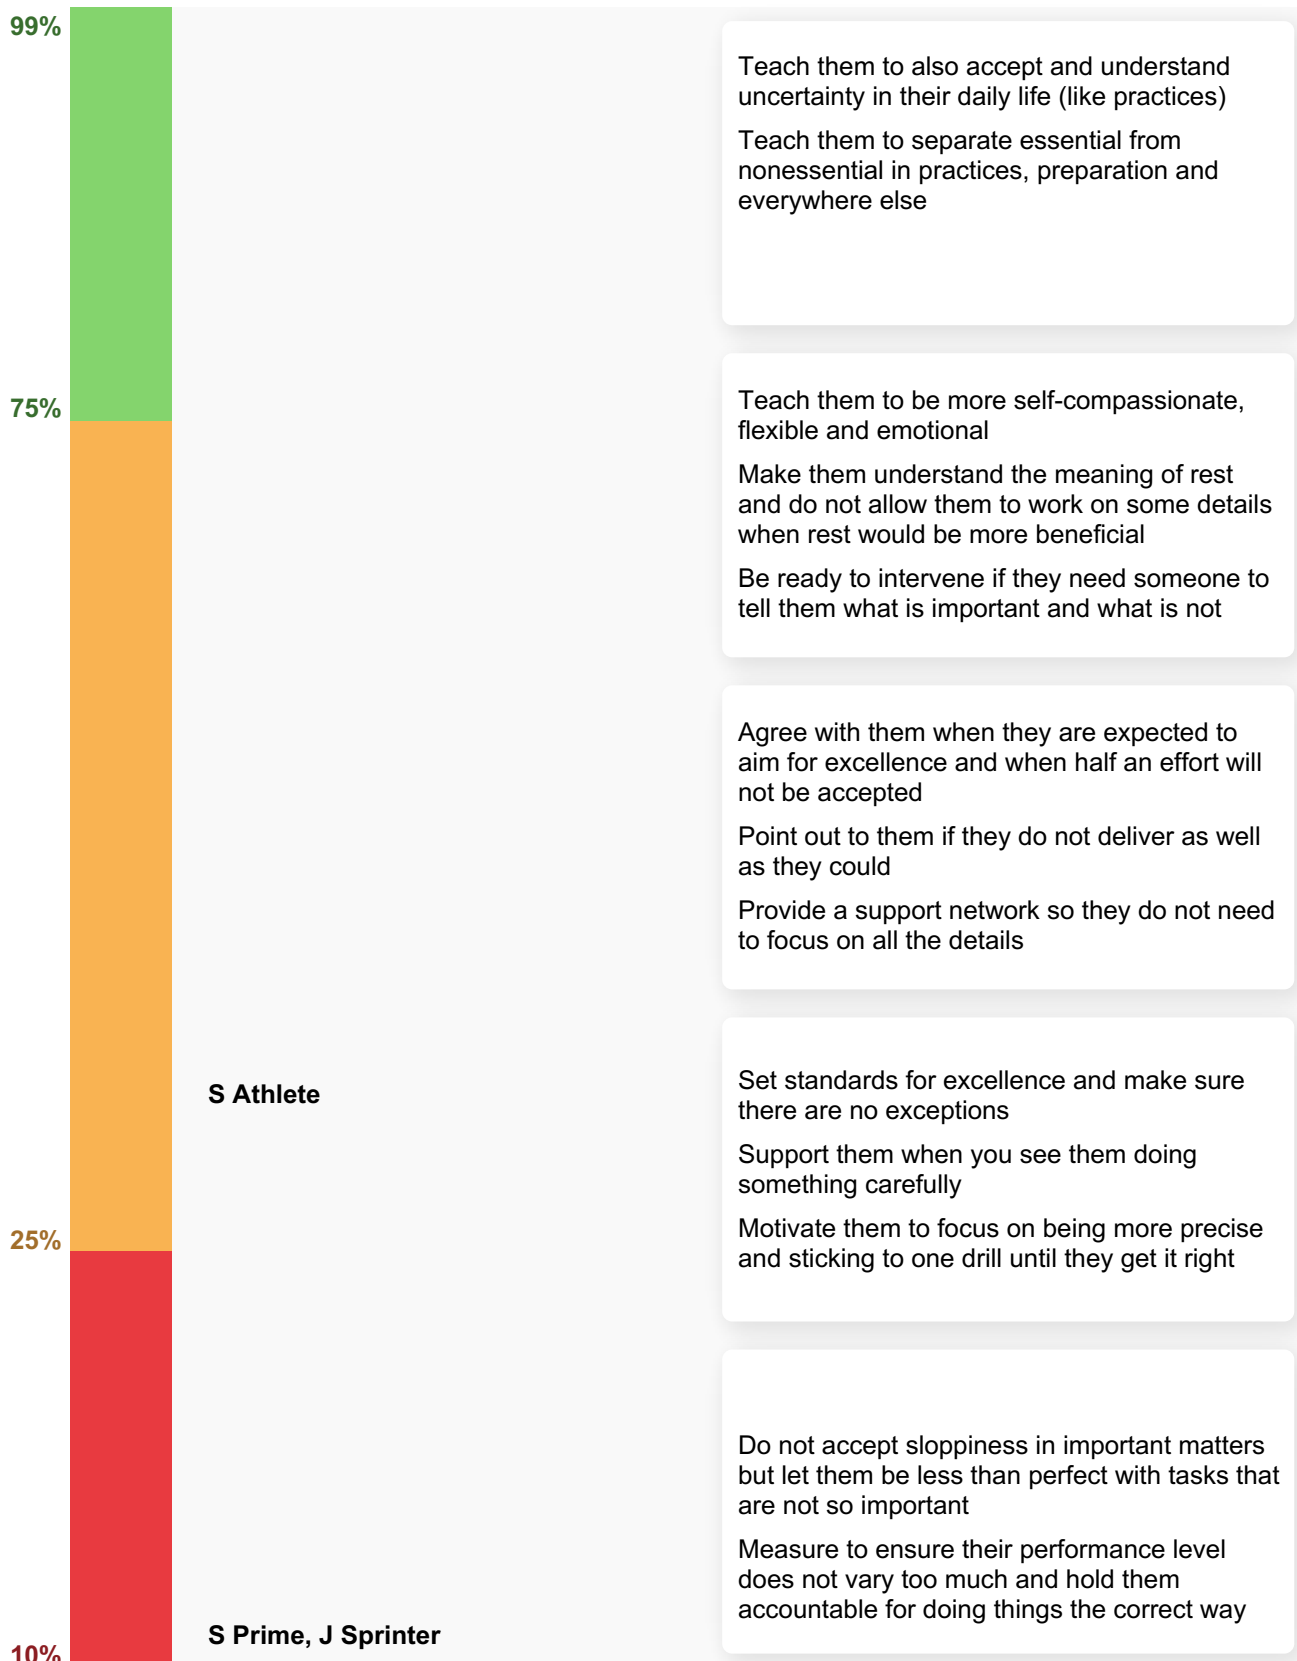 99%
Teach them to also accept and understand
uncertainty in their daily life (like practices)
Teach them to separate essential from
nonessential in practices, preparation and
everywhere else
75%
Teach them to be more self-compassionate,
flexible and emotional
Make them understand the meaning of rest
and do not allow them to work on some details
when rest would be more beneficial
Be ready to intervene if they need someone to
tell them what is important and what is not
Agree with them when they are expected to
aim for excellence and when half an effort will
not be accepted
Point out to them if they do not deliver as well
as they could
Provide a support network so they do not need
to focus on all the details
S Athlete
Set standards for excellence and make sure
there are no exceptions
Support them when you see them doing
something carefully
Motivate them to focus on being more precise
and sticking to one drill until they get it right
25%
Do not accept sloppiness in important matters
but let them be less than perfect with tasks that
are not so important
Measure to ensure their performance level
does not vary too much and hold them
accountable for doing things the correct way
S Prime, J Sprinter
10%